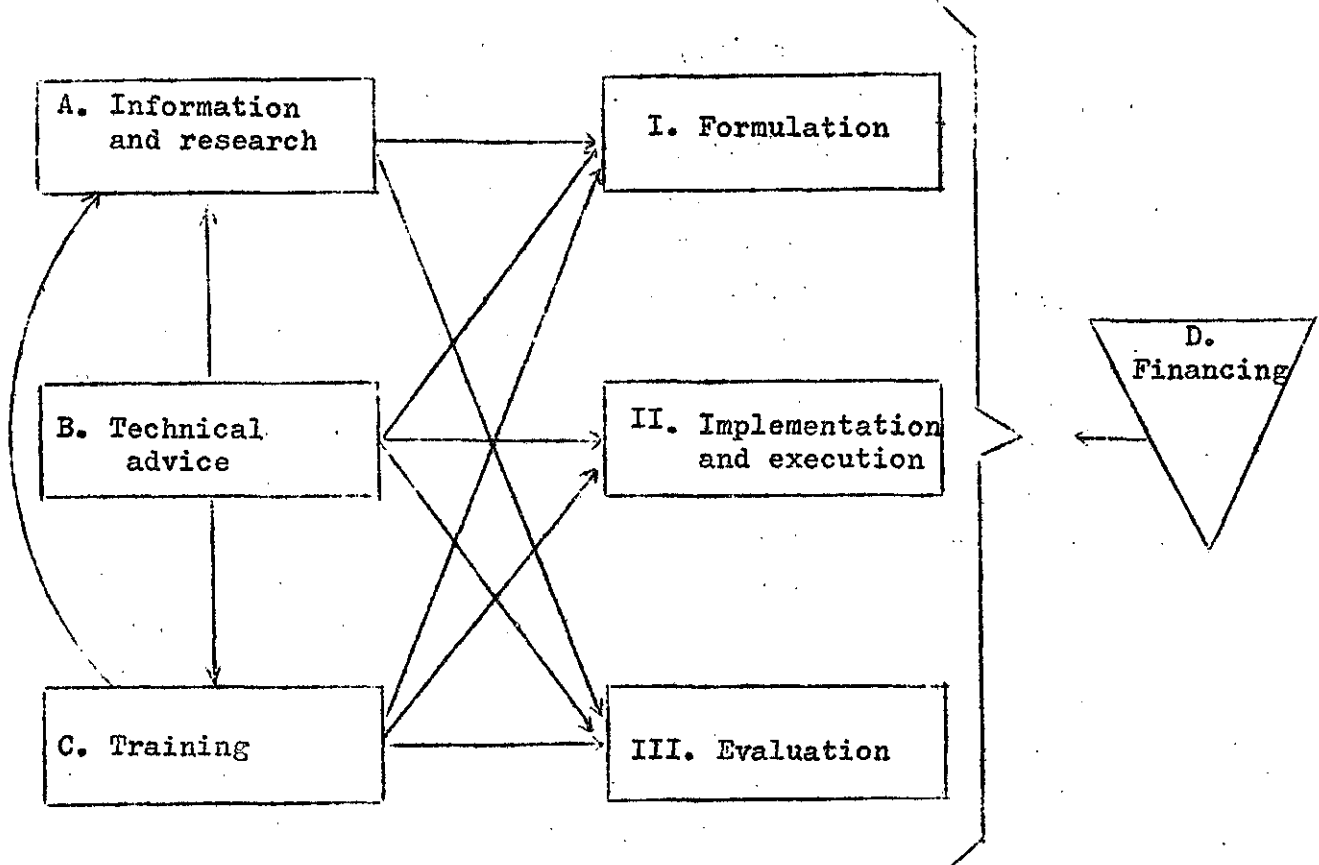 A. Information
and research
I. Formulation
B. Technical
advice
II. Implementation
and execution
D.
Financing
C. Training
III. Evaluation